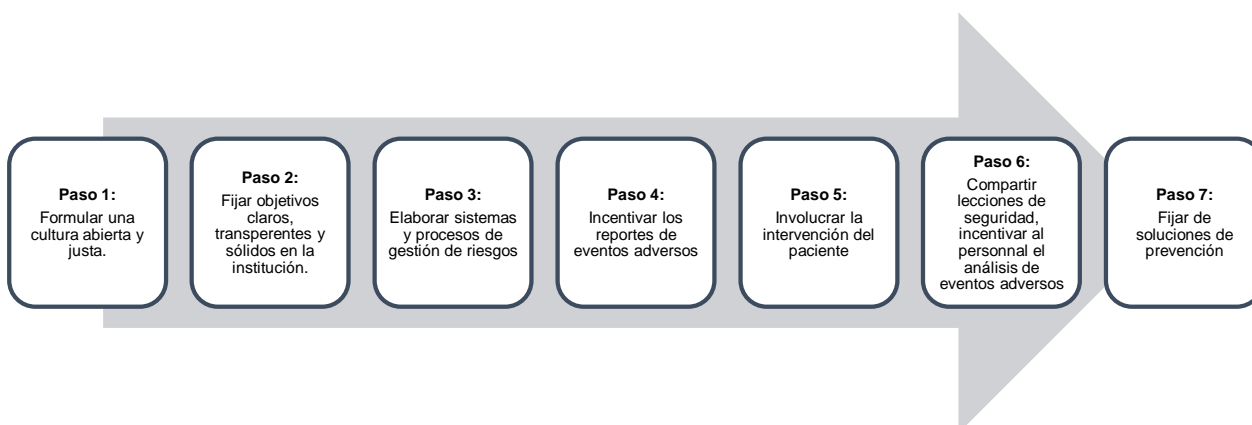 Paso 1:
Formular una
cultura abierta y
justa.
Paso 2:
Fijar objetivos
claros,
transperentes y
sólidos en la
institución.
Paso 3:
Elaborar sistemas
y procesos de
gestión de riesgos
Paso 4:
Incentivar los
reportes de
eventos adversos
Paso 5:
Involucrar la
intervención del
paciente
Paso 6:
Compartir
lecciones de
seguridad,
incentivar al
personnal el
análisis de
eventos adversos
Paso 7:
Fijar de
soluciones de
prevención